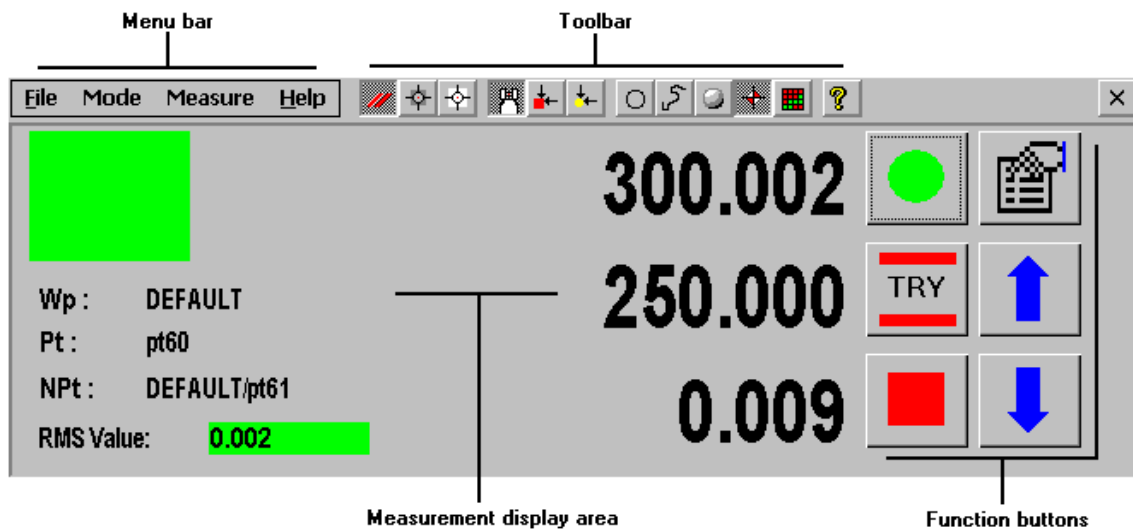 Menu bar
Toolbar
File Mode Measure Help
300.002
250.000
TRY
Wp : DEFAULT
Pt : pt60
NPt : DEFAULT/pt61
0.009
RMS Value: 0.002
Measurement display area
Function buttons